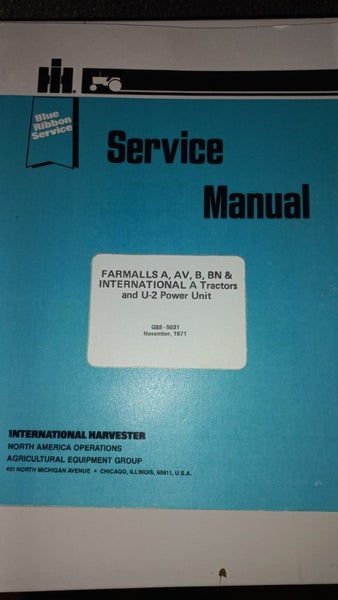 IH
Blue
Ribbon
Service
Service
Manual
FARMALLS A, AV, B, BN &
INTERNATIONAL A Tractors
and U-2 Power Unit
GSS-5031
November, 1971
INTERNATIONAL HARVESTER
NORTH AMERICA OPERATIONS
AGRICULTURAL EQUIPMENT GROUP
401 NORTH MICHIGAN AVENUE • CHICAGO, ILLINOIS, 60611, U.S.A.